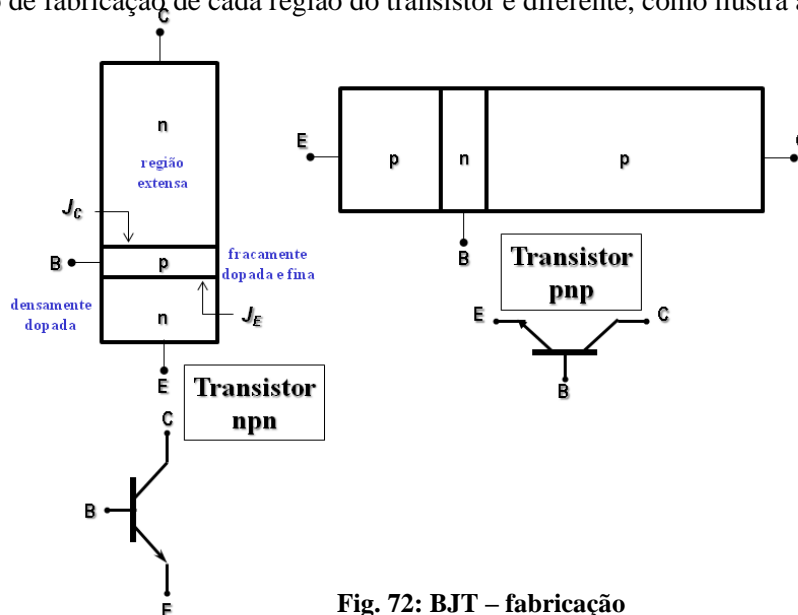 de fabricação de cada região do transistor é diferente, como ilustra a
C
n
região
extensa
J_C
B
p
fracamente
dopada e fina
densamente
dopada
n
J_E
E
Transistor
npn
C
B
E
E
p
n
p
B
Transistor
pnp
E
C
B
Fig. 72: BJT – fabricação